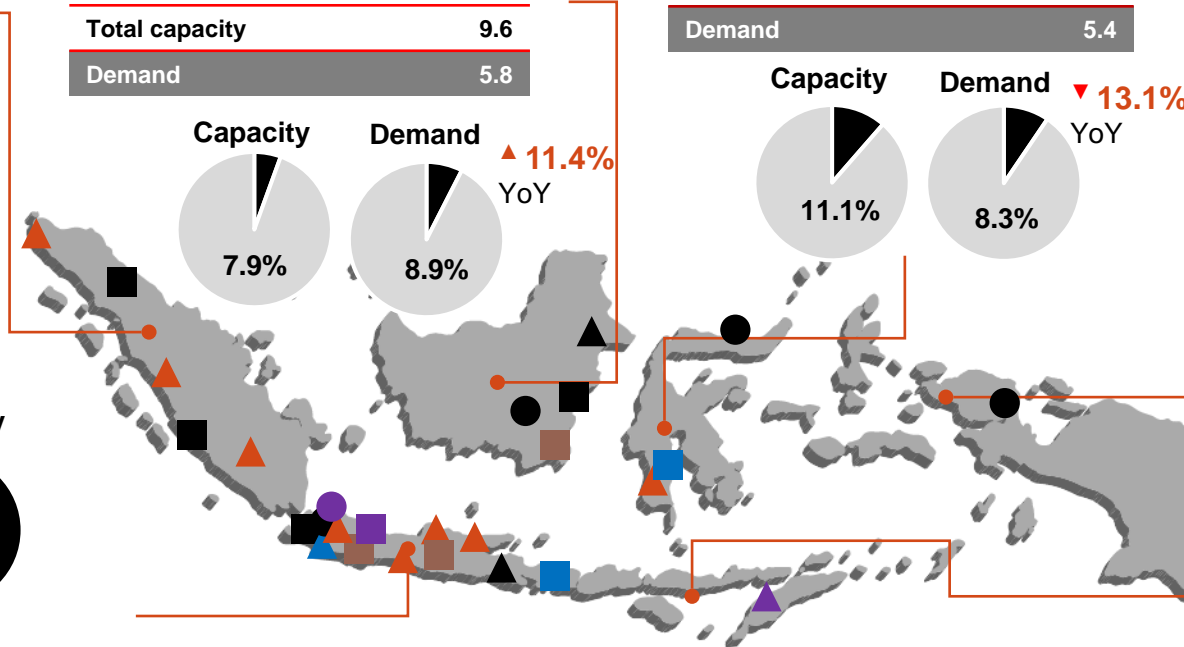 Total capacity 9.6
Demand 5.8
Capacity
Demand
▲ 11.4%
YoY
7.9%
8.9%
Demand 5.4
Capacity
Demand
▼ 13.1%
YoY
11.1%
8.3%